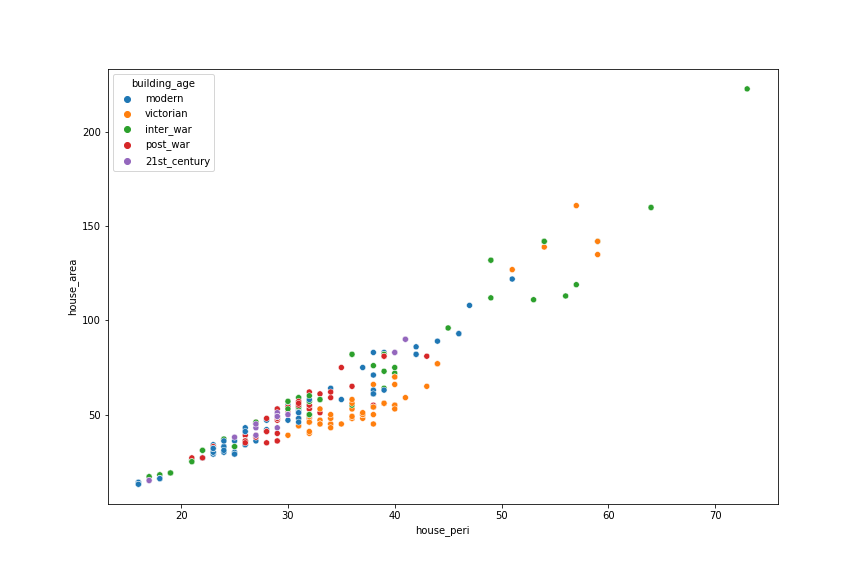 building_age
modern
victorian
inter_war
post_war
21st_century
200
150
100
50
house_area
20 30 40 50 60 70
house_peri